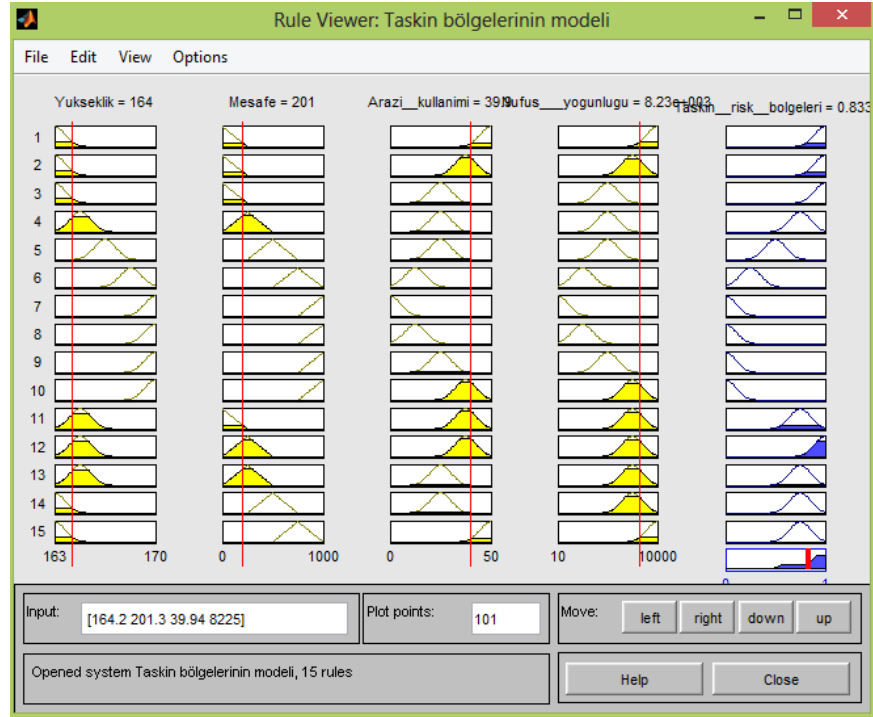 Rule Viewer: Taskin bölgelerinin modeli
File Edit View Options
Yukseklik = 164 Mesafe = 201 Arazi__kullanimi = 39.9 Nufus___yogunlugu = 8.23e+003 Taskin__risk__bolgeleri = 0.833
1
2
3
4
5
6
7
8
9
10
11
12
13
14
15
163 170 0 1000 0 50 10 10000
0 1
Input: [164.2 201.3 39.94 8225] Plot points: 101 Move: left right down up
Opened system Taskin bölgelerinin modeli, 15 rules Help Close